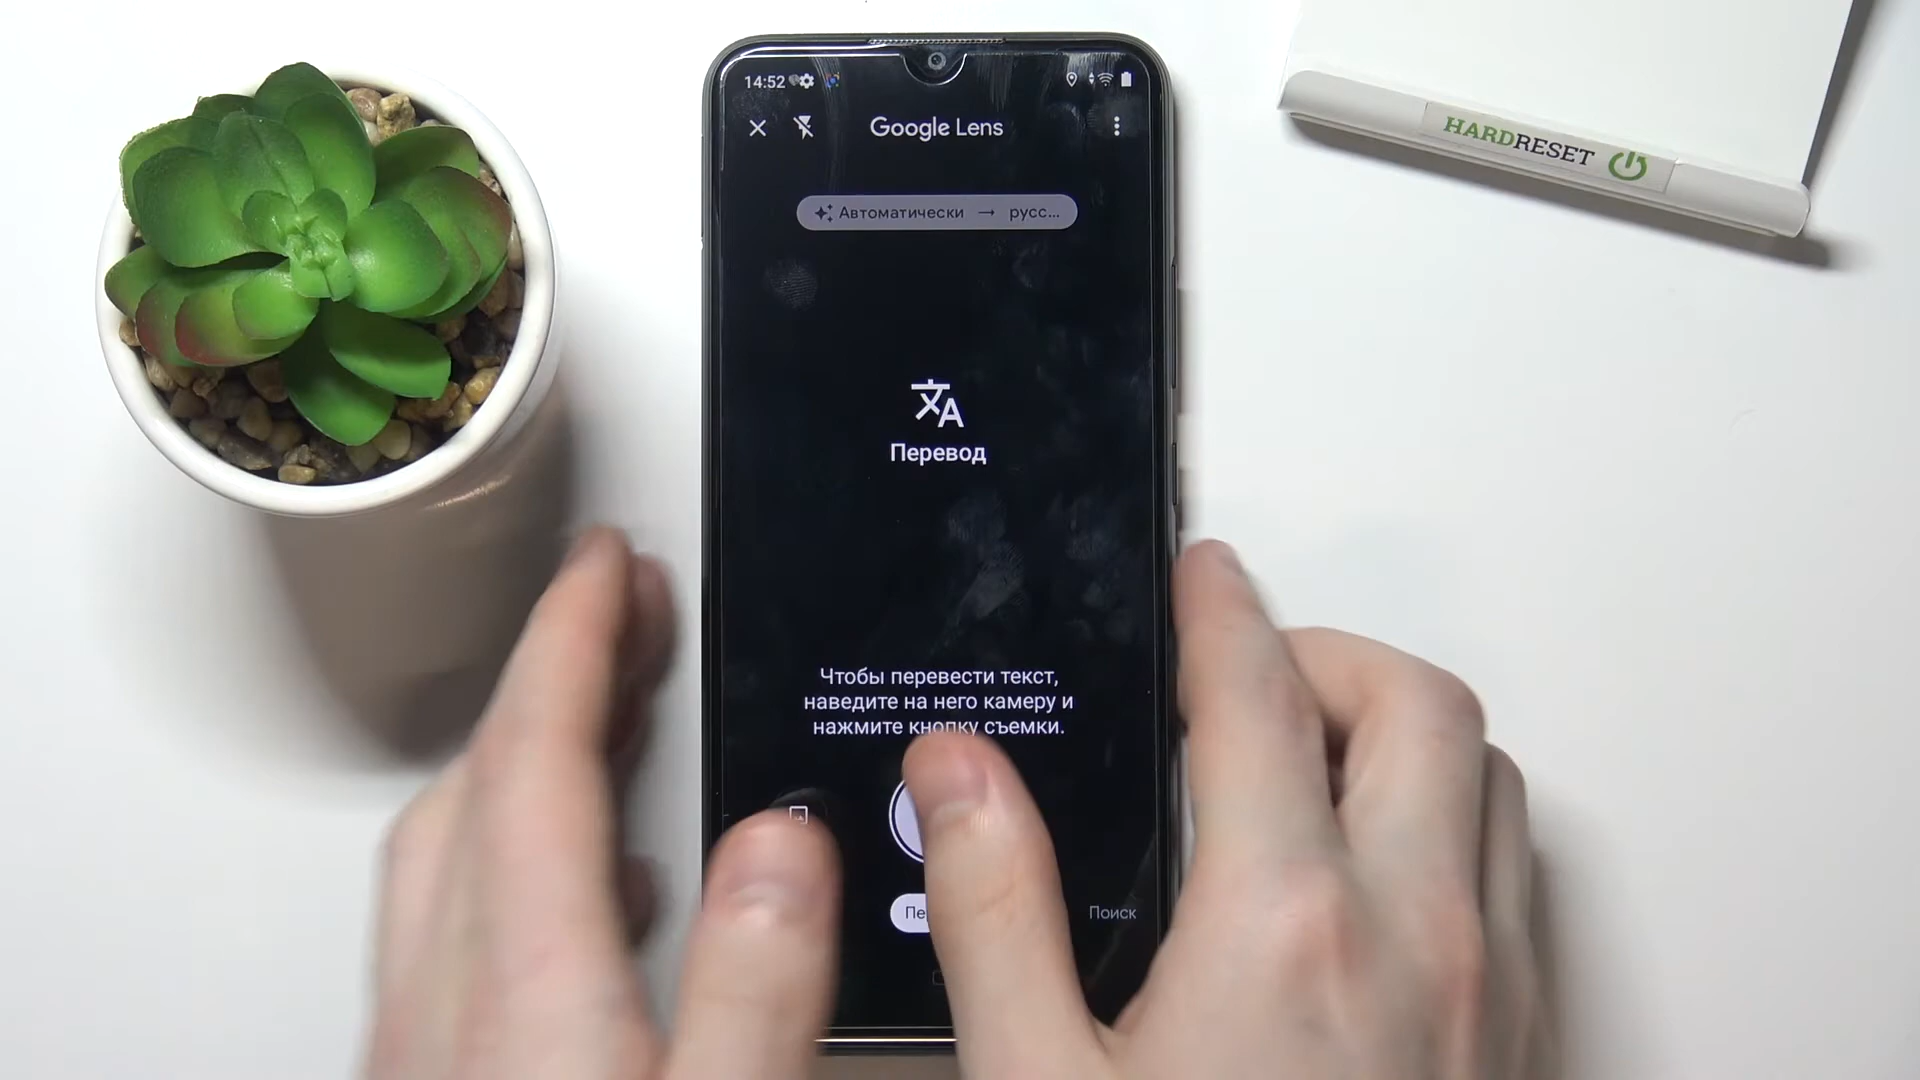 14:52
Google Lens
HARDRESET
Автоматически → русс...
Перевод
Чтобы перевести текст,
наведите на него камеру и
нажмите кнопку съемки.
Поиск